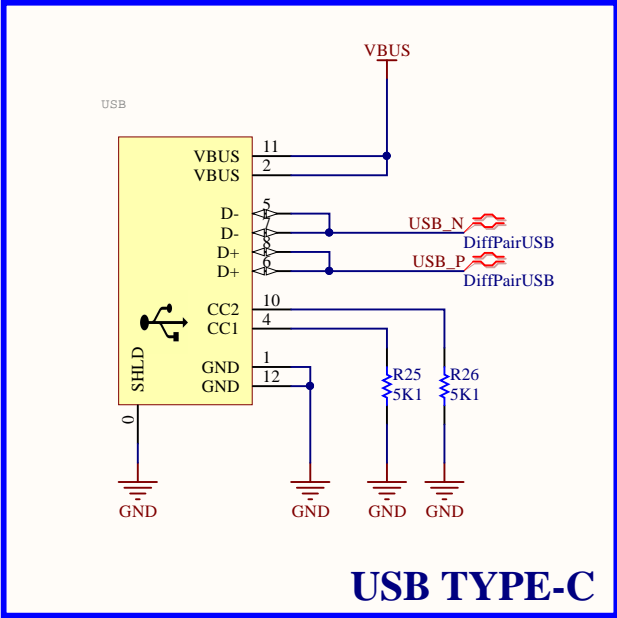 VBUS
USB
VBUS 11
VBUS 2
D- 5
D- 7
USB_N
DiffPairUSB
D+ 8
D+ 6
USB_P
DiffPairUSB
CC2 10
CC1 4
GND 1
GND 12
SHLD
0
R25
5K1
R26
5K1
GND
GND
GND
GND
USB TYPE-C